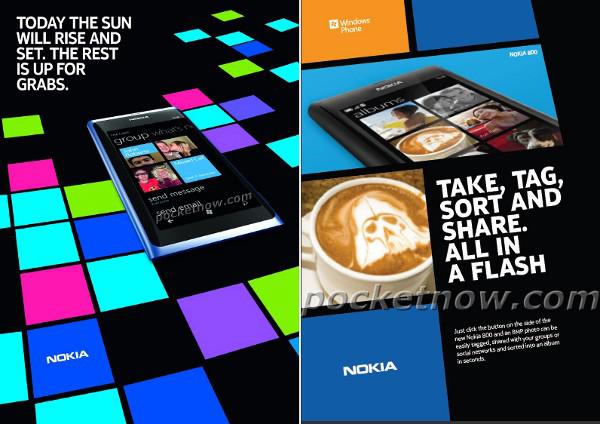 TODAY THE SUN
WILL RISE AND
SET. THE REST
IS UP FOR
GRABS.
NOKIA
group what's n
send message
send email
pocketnow.com
NOKIA
Windows
Phone
NOKIA 800
NOKIA
albums
TAKE, TAG,
SORT AND
SHARE.
ALL IN
A FLASH
pocketnow.com
Just click the button on the side of the
new Nokia 800 and an 8MP photo can be
easily tagged, shared with your groups or
social networks and sorted into an album
in seconds.
NOKIA